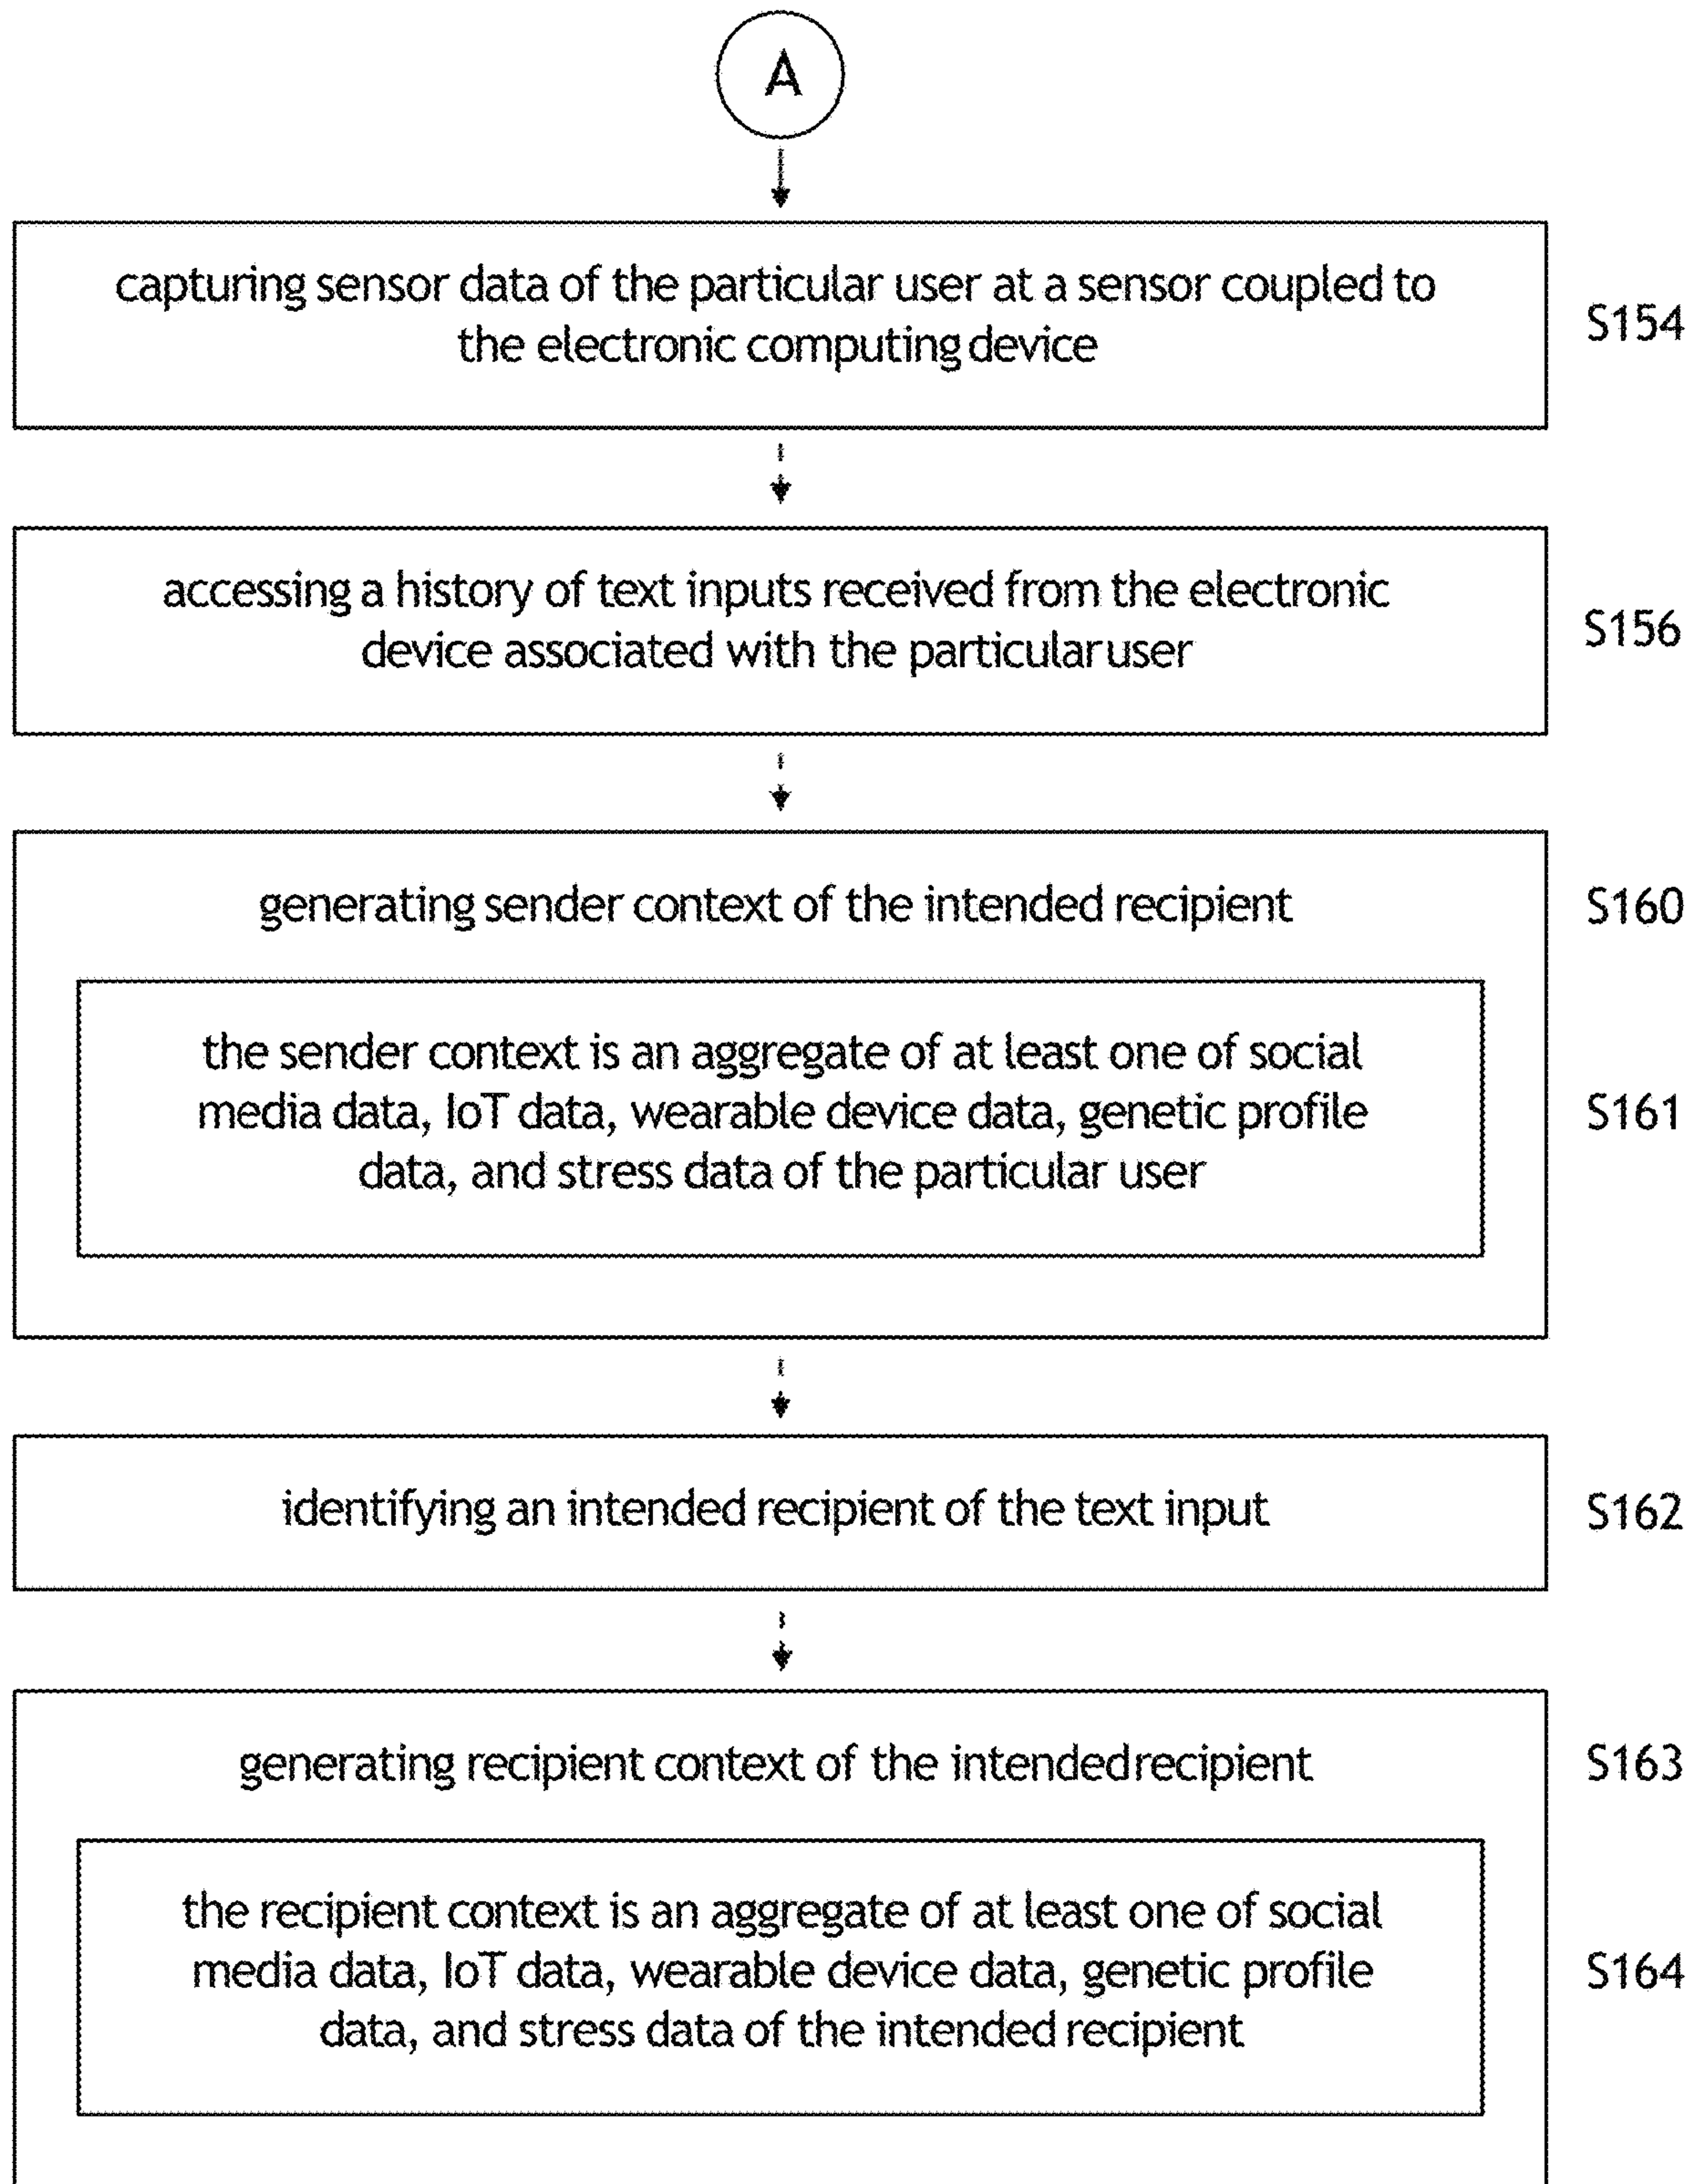 A
capturing sensor data of the particular user at a sensor coupled to
the electronic computing device
S154
accessing a history of text inputs received from the electronic
device associated with the particular user
S156
generating sender context of the intended recipient
S160
the sender context is an aggregate of at least one of social
media data, IoT data, wearable device data, genetic profile
data, and stress data of the particular user
S161
identifying an intended recipient of the text input
S162
generating recipient context of the intended recipient
S163
the recipient context is an aggregate of at least one of social
media data, IoT data, wearable device data, genetic profile
data, and stress data of the intended recipient
S164